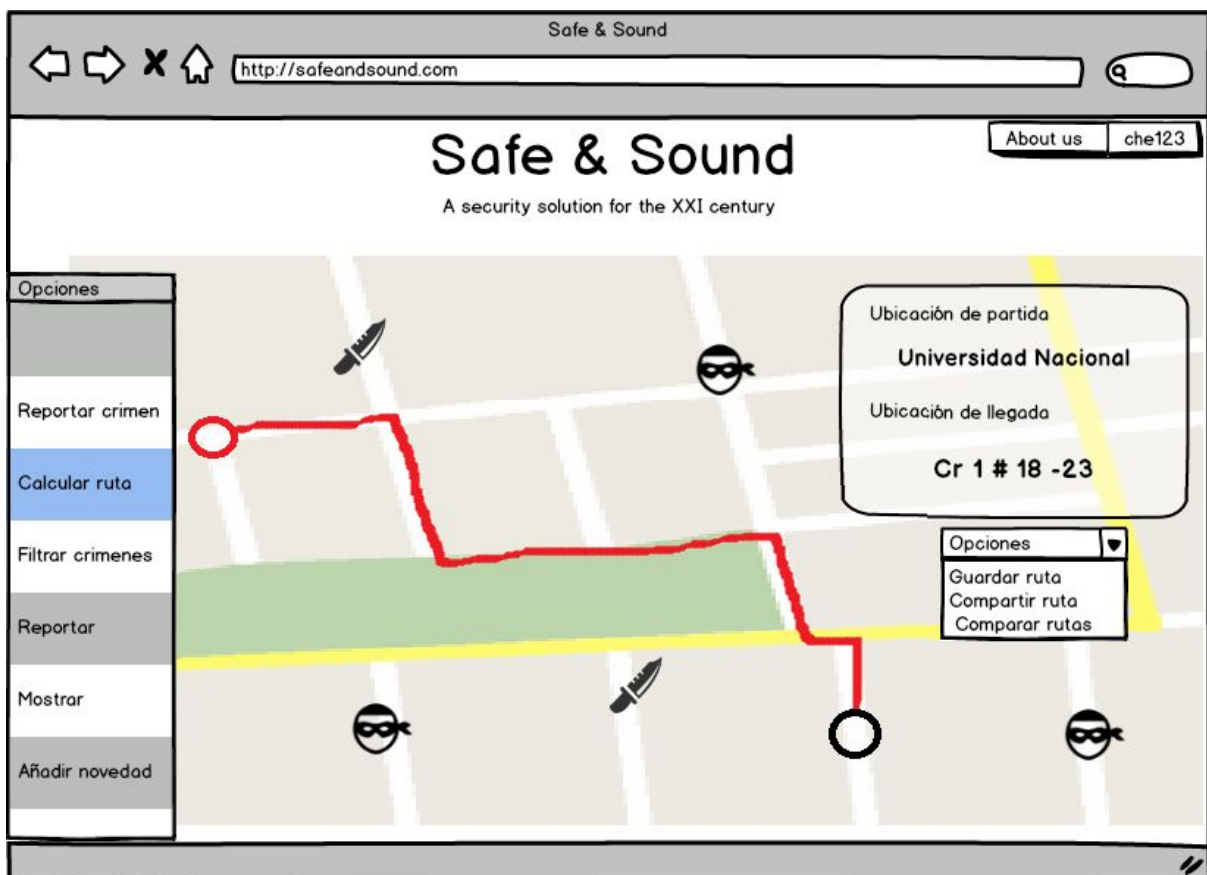 Safe & Sound
http://safeandsound.com
About us
che123
Safe & Sound
A security solution for the XXI century
Opciones
Reportar crimen
Calcular ruta
Filtrar crimenes
Reportar
Mostrar
Añadir novedad
Ubicación de partida
Universidad Nacional
Ubicación de llegada
Cr 1 # 18 -23
Opciones
Guardar ruta
Compartir ruta
Comparar rutas